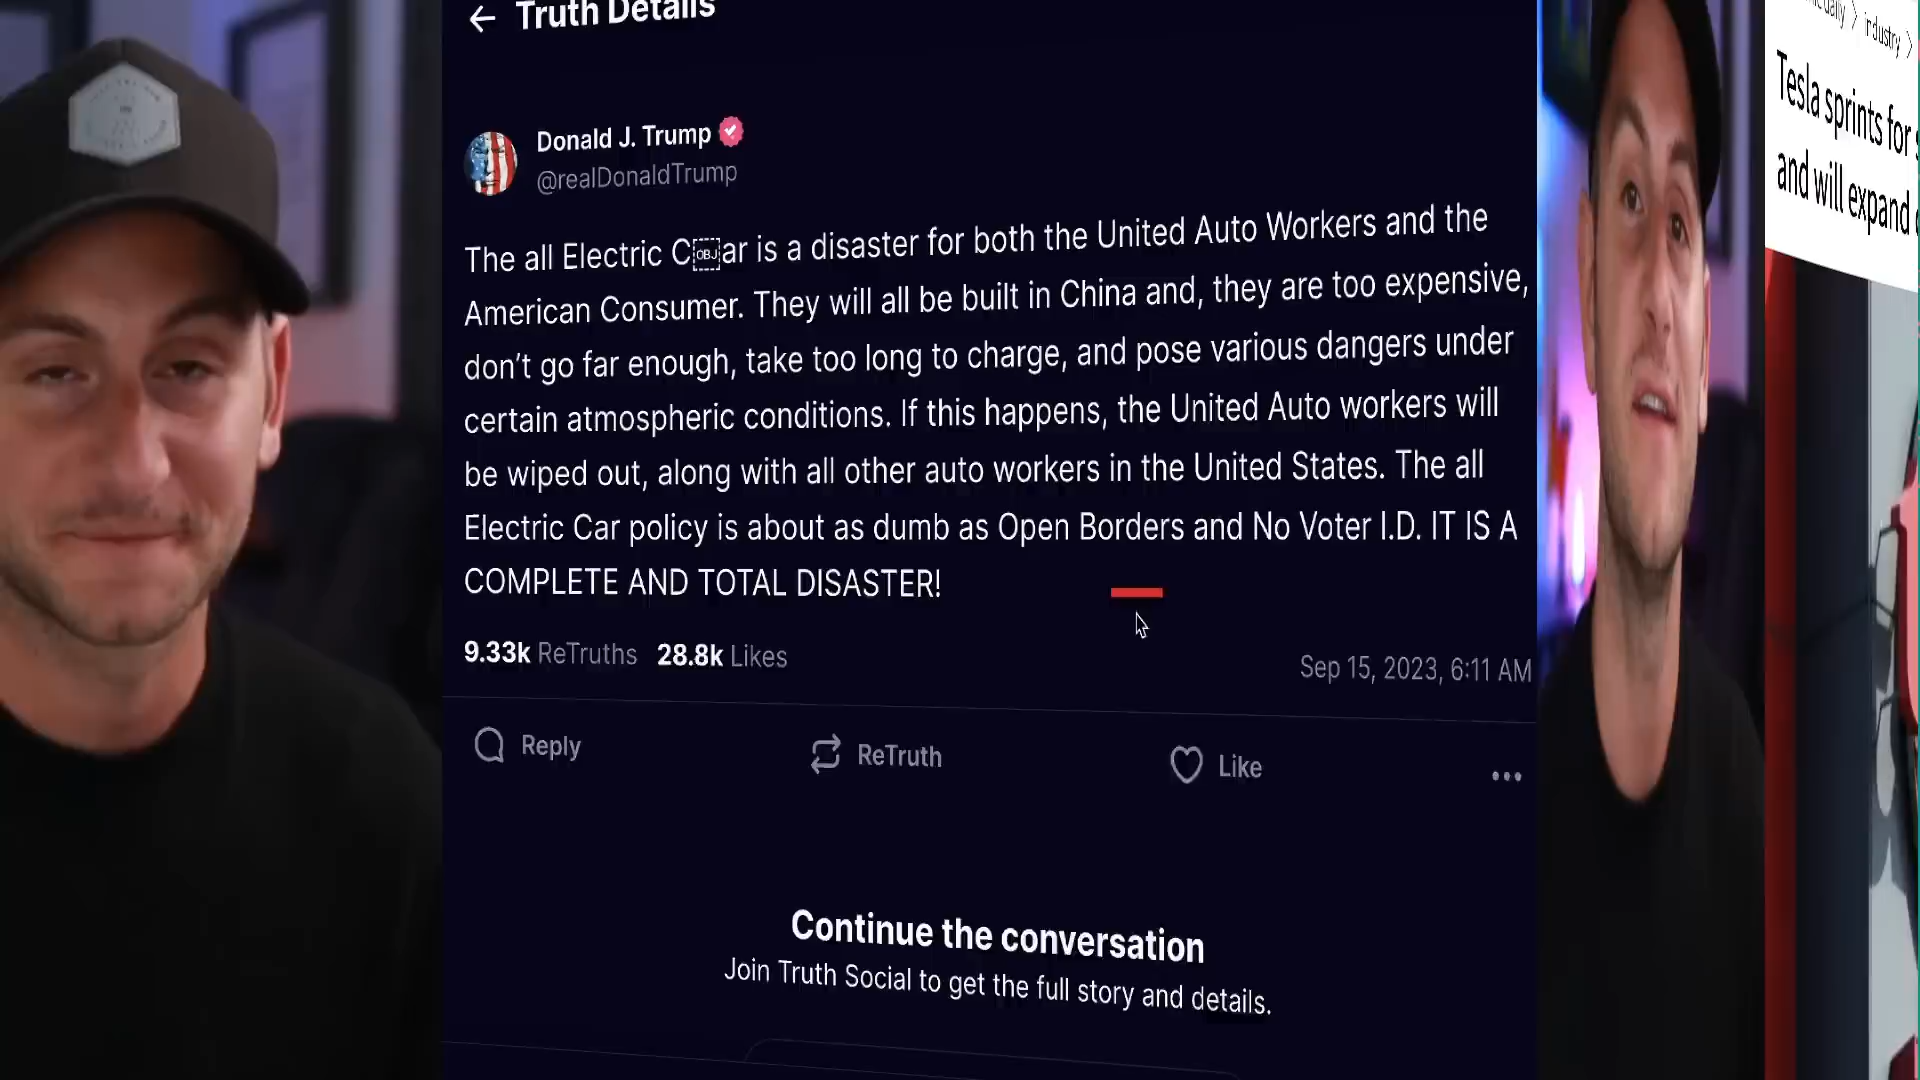 Truth Details
Donald J. Trump
@realDonaldTrump
The all Electric C￼ar is a disaster for both the United Auto Workers and the
American Consumer. They will all be built in China and, they are too expensive,
don’t go far enough, take too long to charge, and pose various dangers under
certain atmospheric conditions. If this happens, the United Auto workers will
be wiped out, along with all other auto workers in the United States. The all
Electric Car policy is about as dumb as Open Borders and No Voter I.D. IT IS A
COMPLETE AND TOTAL DISASTER!
9.33k ReTruths 28.8k Likes
Sep 15, 2023, 6:11 AM
Reply
ReTruth
Like
Continue the conversation
Join Truth Social to get the full story and details.
industry
Tesla sprints for
and will expand